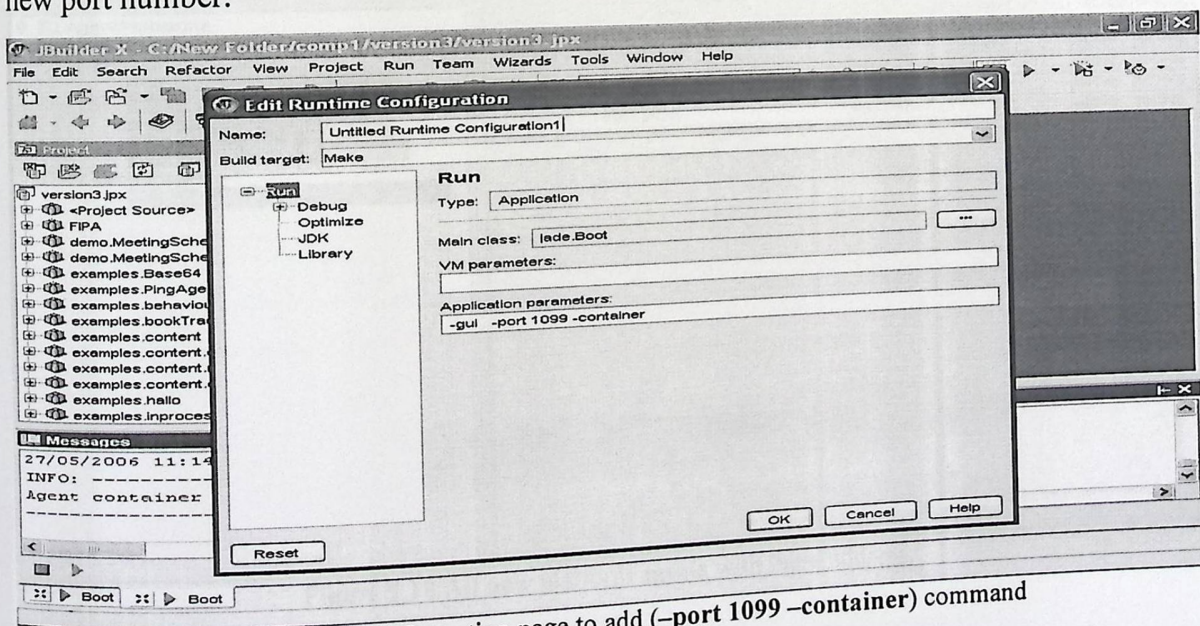 new port number.
JBuilder X - C:/New Folder/comp1/version3/version3.jpx
File Edit Search Refactor View Project Run Team Wizards Tools Window Help
Edit Runtime Configuration
Name: Untitled Runtime Configuration1
Build target: Make
Project
version3.jpx
<Project Source>
FIPA
demo.MeetingSche
demo.MeetingSche
examples.Base64
examples.PingAge
examples.behaviou
examples.bookTra
examples.content
examples.content.
examples.content.
examples.content.
examples.hallo
examples.inproces
Run
Debug
Optimize
JDK
Library
Run
Type: Application
Main class: jade.Boot
...
VM parameters:
Application parameters:
-gui -port 1099 -container
Messages
27/05/2006 11:14
INFO: ----------
Agent container
OK Cancel Help
Reset
Boot Boot
page to add (–port 1099 –container) command